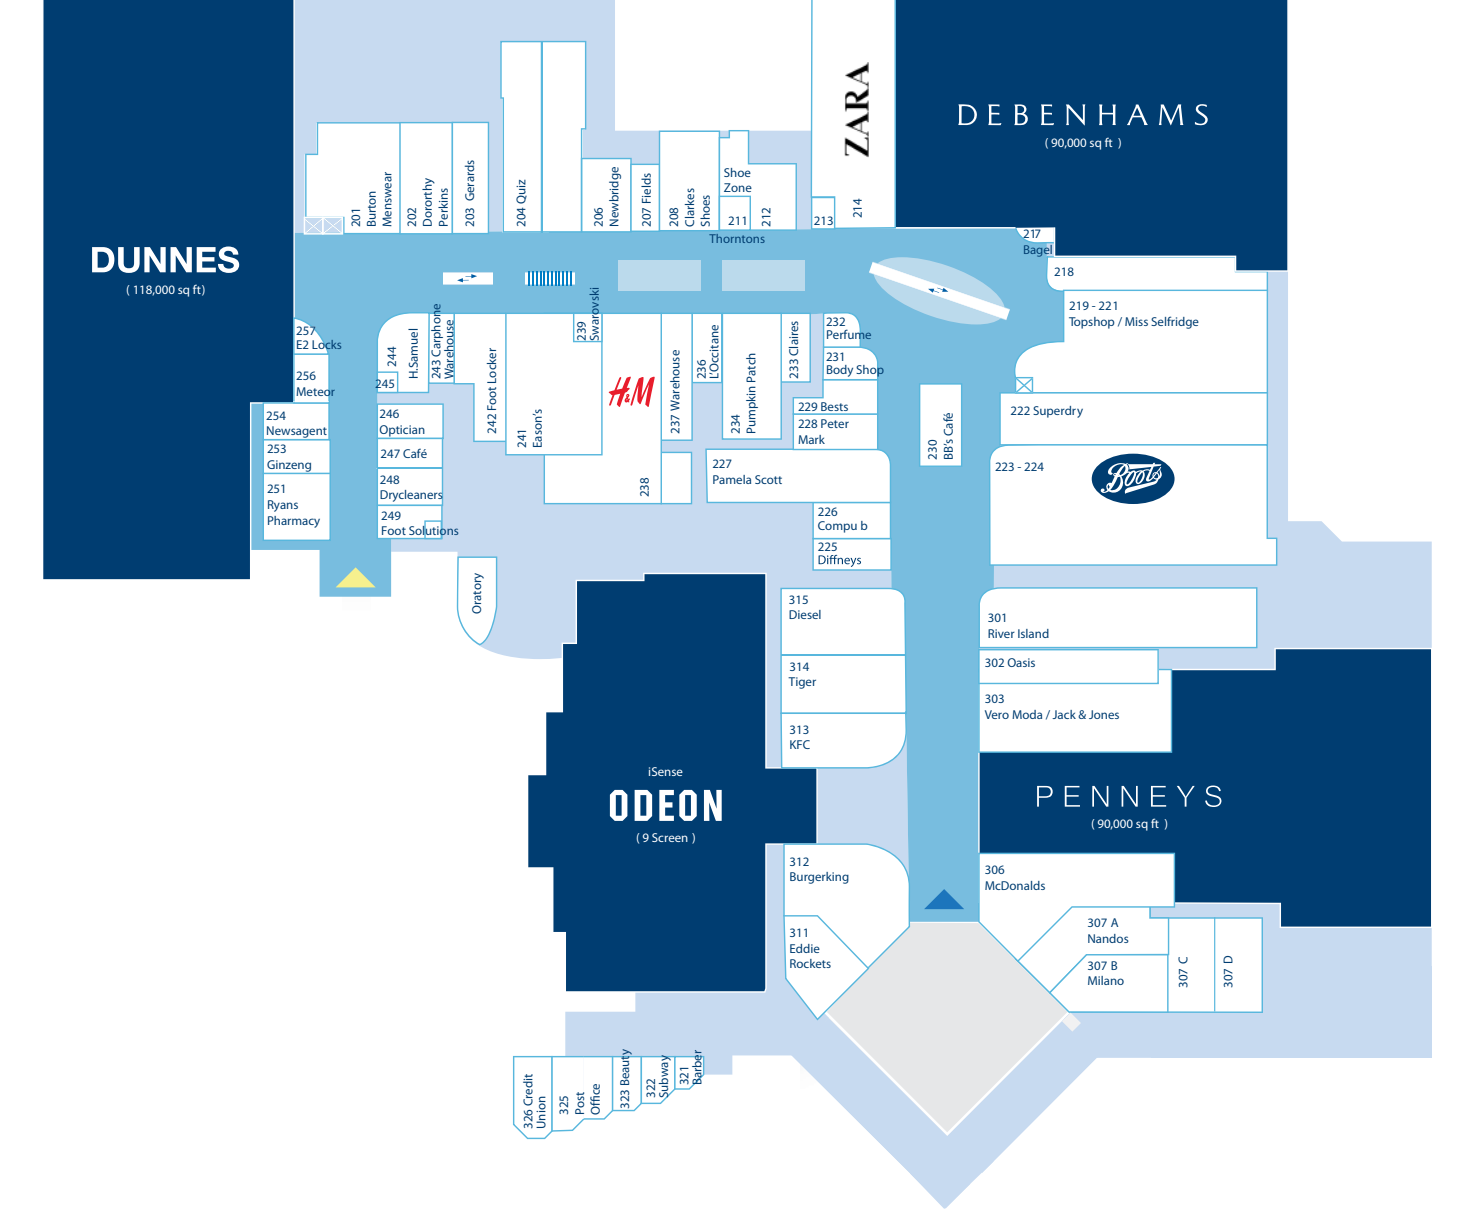 DUNNES
( 118,000 sq ft)
201
Burton
Menswear
202
Dororthy
Perkins
203 Gerards
204 Quiz
206
Newbridge
207 Fields
208
Clarkes
Shoes
Shoe
Zone
211
212
Thorntons
213
214
ZARA
DEBENHAMS
( 90,000 sq ft )
217
Bagel
218
219 - 221
Topshop / Miss Selfridge
222 Superdry
223 - 224
Boots
257
E2 Locks
256
Meteor
254
Newsagent
253
Ginzeng
251
Ryans
Pharmacy
244
H.Samuel
245
246
Optician
247 Café
248
Drycleaners
249
Foot Solutions
243 Carphone
Warehouse
242 Foot Locker
241
Eason's
239
Swarovski
H&M
238
237 Warehouse
236
L'Occitane
234
Pumpkin Patch
233 Claires
232
Perfume
231
Body Shop
229 Bests
228 Peter
Mark
227
Pamela Scott
226
Compu b
225
Diffneys
230
BB's Café
Oratory
315
Diesel
314
Tiger
313
KFC
301
River Island
302 Oasis
303
Vero Moda / Jack & Jones
iSense
ODEON
( 9 Screen )
PENNEYS
( 90,000 sq ft )
312
Burgerking
311
Eddie
Rockets
306
McDonalds
307 A
Nandos
307 B
Milano
307 C
307 D
326 Credit
Union
325
Post
Office
323 Beauty
322
Subway
321
Barber